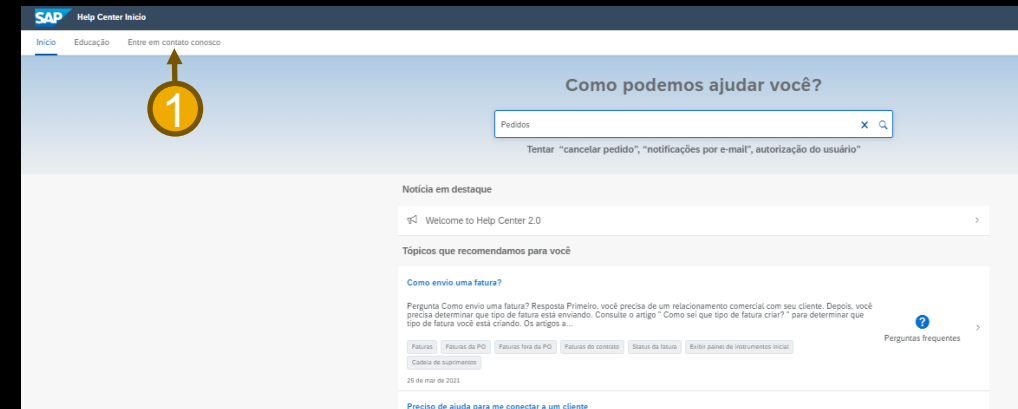 SAP Help Center Início
Início Educação Entre em contato conosco
1
Como podemos ajudar você?
Pedidos
Tentar "cancelar pedido", "notificações por e-mail", autorização do usuário"
Notícia em destaque
Welcome to Help Center 2.0
Tópicos que recomendamos para você
Como envio uma fatura?
Pergunta Como envio uma fatura? Resposta Primeiro, você precisa de um relacionamento comercial com seu cliente. Depois, você
precisa determinar que tipo de fatura está enviando. Consulte o artigo " Como sei que tipo de fatura criar? " para determinar que
tipo de fatura você está criando. Os artigos a...
Perguntas frequentes
Faturas Faturas da PO Faturas fora da PO Faturas do contrato Status da fatura Exibir painel de instrumentos inicial
Cadeia de suprimentos
25 de mar de 2021
Preciso de ajuda para me conectar a um cliente